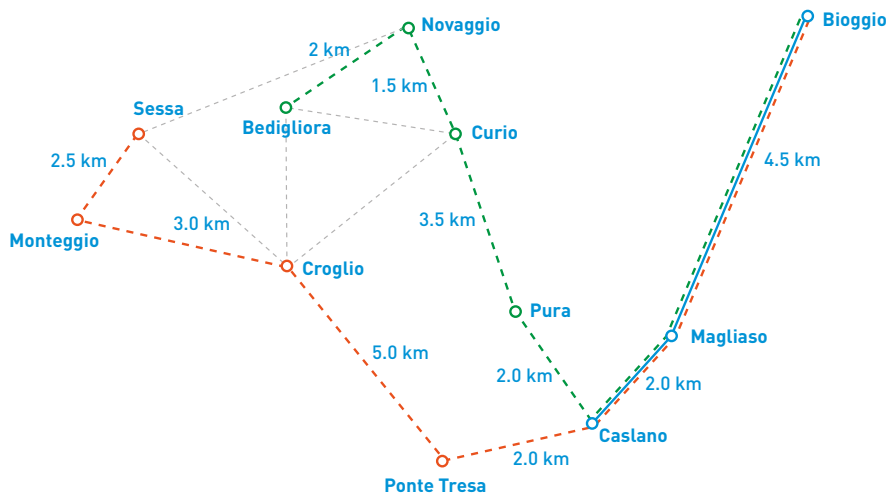 Bioggio
Novaggio
2 km
1.5 km
Sessa
Bedigliora
Curio
2.5 km
4.5 km
3.0 km
3.5 km
Monteggio
Croglio
Pura
Magliaso
5.0 km
2.0 km
2.0 km
Caslano
2.0 km
Ponte Tresa